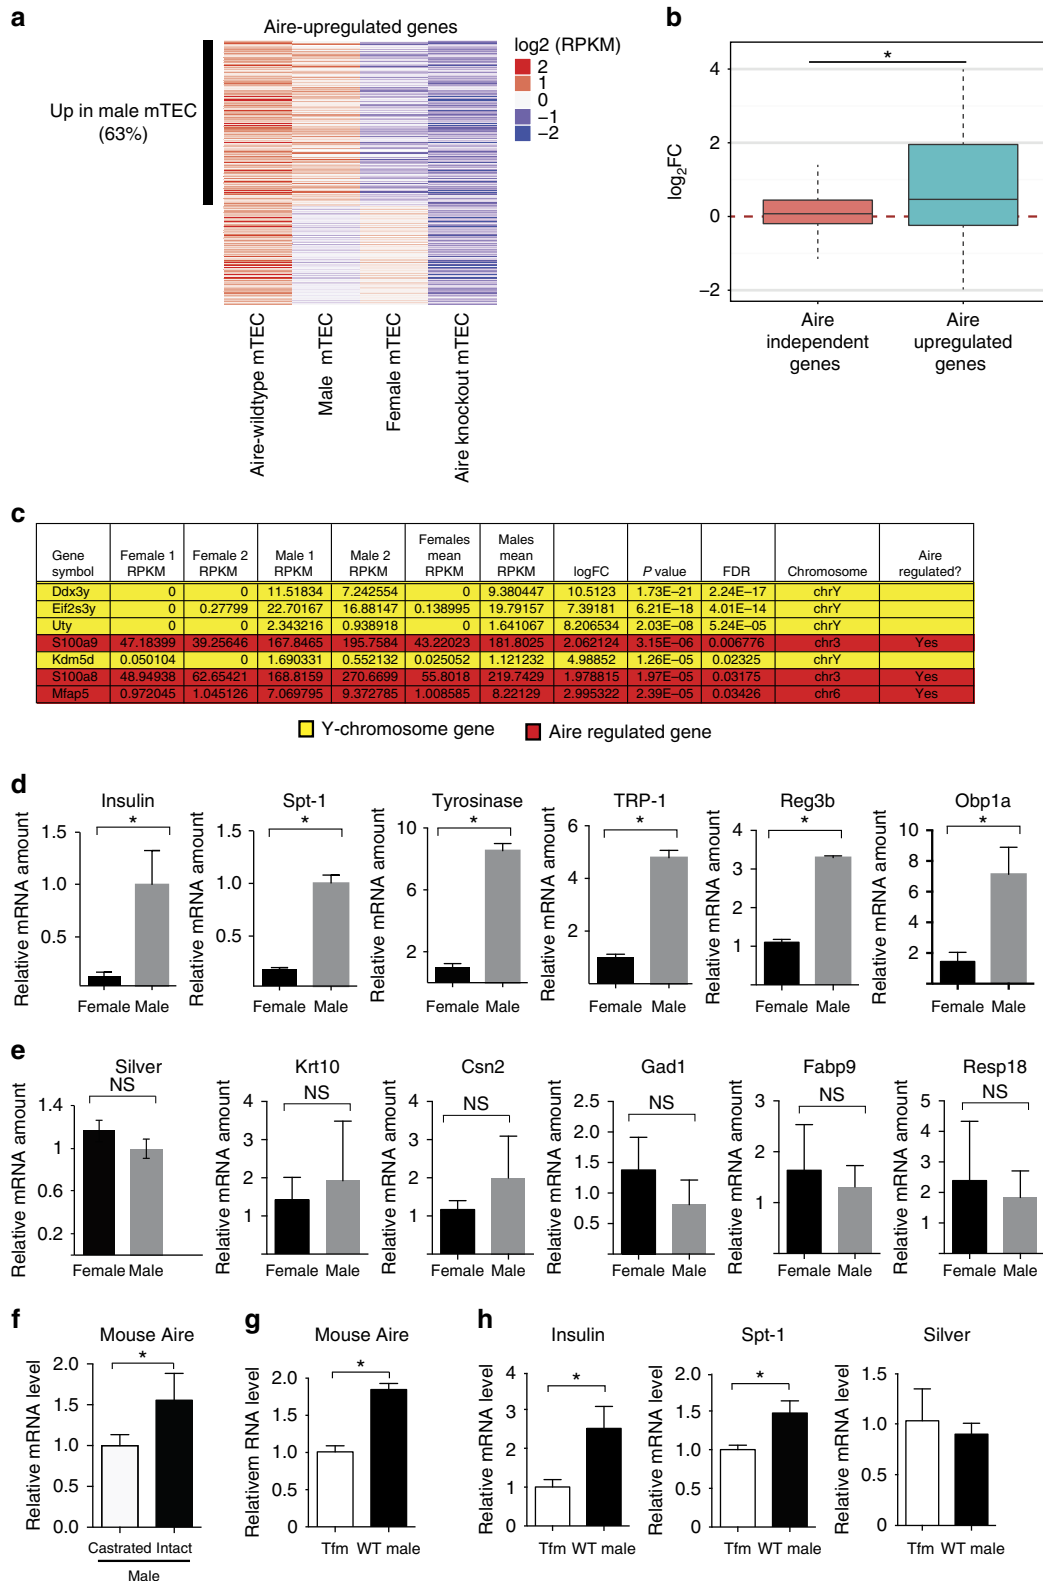 a
Aire-upregulated genes
Up in male mTEC
(63%)
log2 (RPKM)
2
1
0
−1
−2
Aire-wildtype mTEC
Male mTEC
Female mTEC
Aire knockout mTEC
b
*
log2FC
4
2
0
−2
Aire
independent
genes
Aire
upregulated
genes
c
Gene symbol Female 1 RPKM Female 2 RPKM Male 1 RPKM Male 2 RPKM Females mean RPKM Males mean RPKM logFC P value FDR Chromosome Aire regulated?
Ddx3y 0 0 11.51834 7.242554 0 9.380447 10.5123 1.73E−21 2.24E−17 chrY
Eif2s3y 0 0.27799 22.70167 16.88147 0.138995 19.79157 7.39181 6.21E−18 4.01E−14 chrY
Uty 0 0 2.343216 0.938918 0 1.641067 8.206534 2.03E−08 5.24E−05 chrY
S100a9 47.18399 39.25646 167.8465 195.7584 43.22023 181.8025 2.062124 3.15E−06 0.006776 chr3 Yes
Kdm5d 0.050104 0 1.690331 0.552132 0.025052 1.121232 4.98852 1.26E−05 0.02325 chrY
S100a8 48.94938 62.65421 168.8159 270.6699 55.8018 219.7429 1.978815 1.97E−05 0.03175 chr3 Yes
Mfap5 0.972045 1.045126 7.069795 9.372785 1.008585 8.22129 2.995322 2.39E−05 0.03426 chr6 Yes
Y-chromosome gene Aire regulated gene
d
Insulin
Relative mRNA amount
1.5
1.0
0.5
*
Female Male
Spt-1
Relative mRNA amount
1.5
1.0
0.5
*
Female Male
Tyrosinase
Relative mRNA amount
10
6
2
*
Female Male
TRP-1
Relative mRNA amount
6
4
2
*
Female Male
Reg3b
Relative mRNA amount
4
3
2
1
*
Female Male
Obp1a
Relative mRNA amount
10
8
6
4
2
0
*
Female Male
e
Silver
Relative mRNA amount
1.4
1
0.6
0.2
NS
Female Male
Krt10
Relative mRNA amount
4
3
2
1
NS
Female Male
Csn2
Relative mRNA amount
4
3
2
1
NS
Female Male
Gad1
Relative mRNA amount
2.5
2.0
1.5
1.0
0.5
NS
Female Male
Fabp9
Relative mRNA amount
3
2
1
NS
Female Male
Resp18
Relative mRNA amount
5
4
3
2
1
NS
Female Male
f
Mouse Aire
Relative mRNA level
2.0
1.5
1.0
0.5
0.0
*
Castrated Intact
Male
g
Mouse Aire
Relativem RNA level
2.0
1.5
1.0
0.5
0
*
Tfm WT male
h
Insulin
Relative mRNA level
4
3
2
1
0
*
Tfm WT male
Spt-1
Relative mRNA level
2.0
1.5
1.0
0.5
0
*
Tfm WT male
Silver
Relative mRNA level
1.5
1.0
0.5
0
Tfm WT male